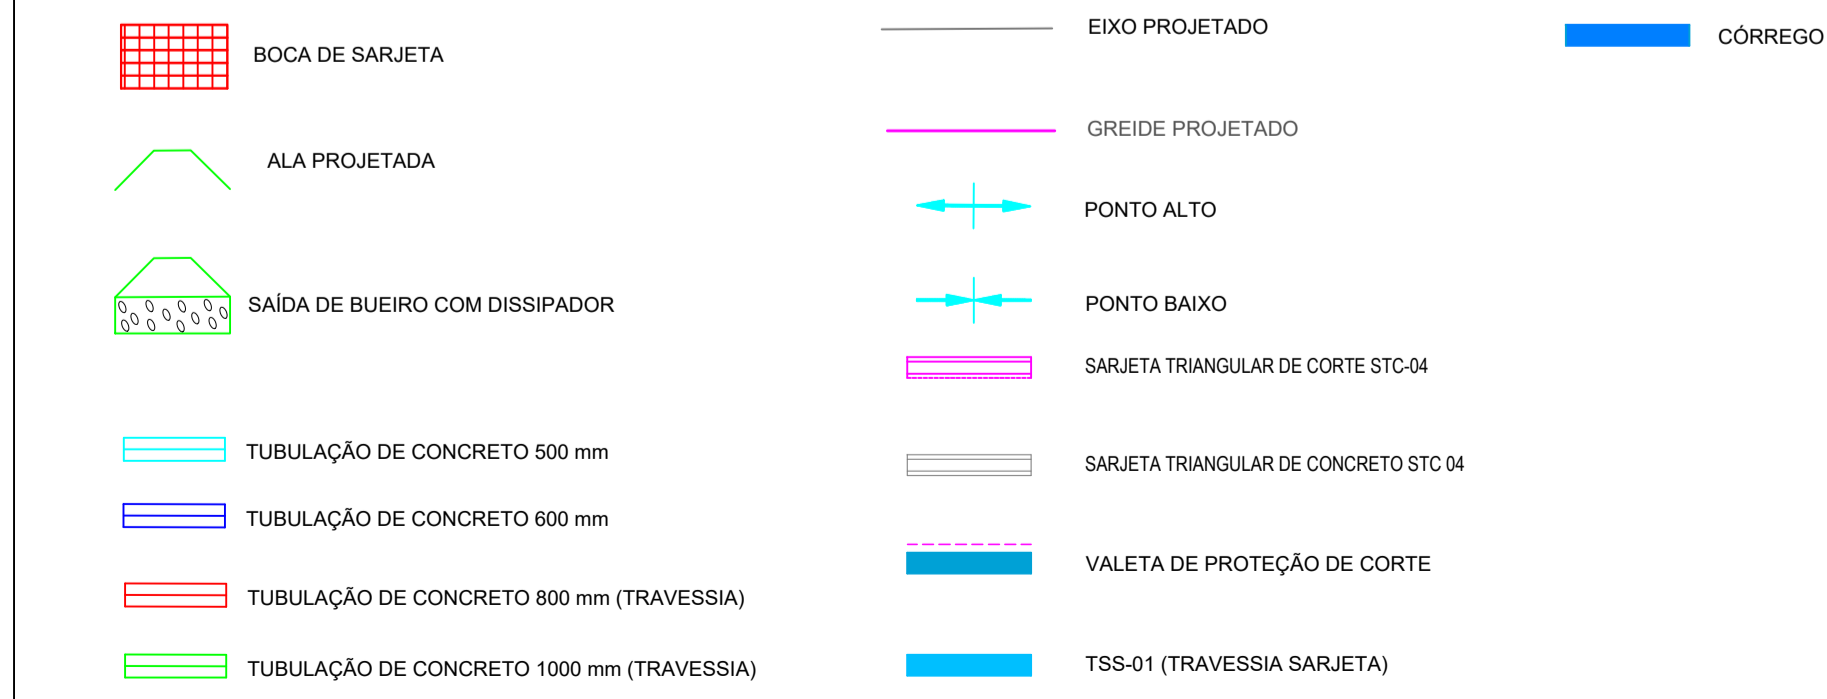 BOCA DE SARJETA
ALA PROJETADA
SAÍDA DE BUEIRO COM DISSIPADOR
TUBULAÇÃO DE CONCRETO 500 mm
TUBULAÇÃO DE CONCRETO 600 mm
TUBULAÇÃO DE CONCRETO 800 mm (TRAVESSIA)
TUBULAÇÃO DE CONCRETO 1000 mm (TRAVESSIA)
EIXO PROJETADO
GREIDE PROJETADO
PONTO ALTO
PONTO BAIXO
SARJETA TRIANGULAR DE CORTE STC-04
SARJETA TRIANGULAR DE CONCRETO STC 04
VALETA DE PROTEÇÃO DE CORTE
TSS-01 (TRAVESSIA SARJETA)
CÓRREGO